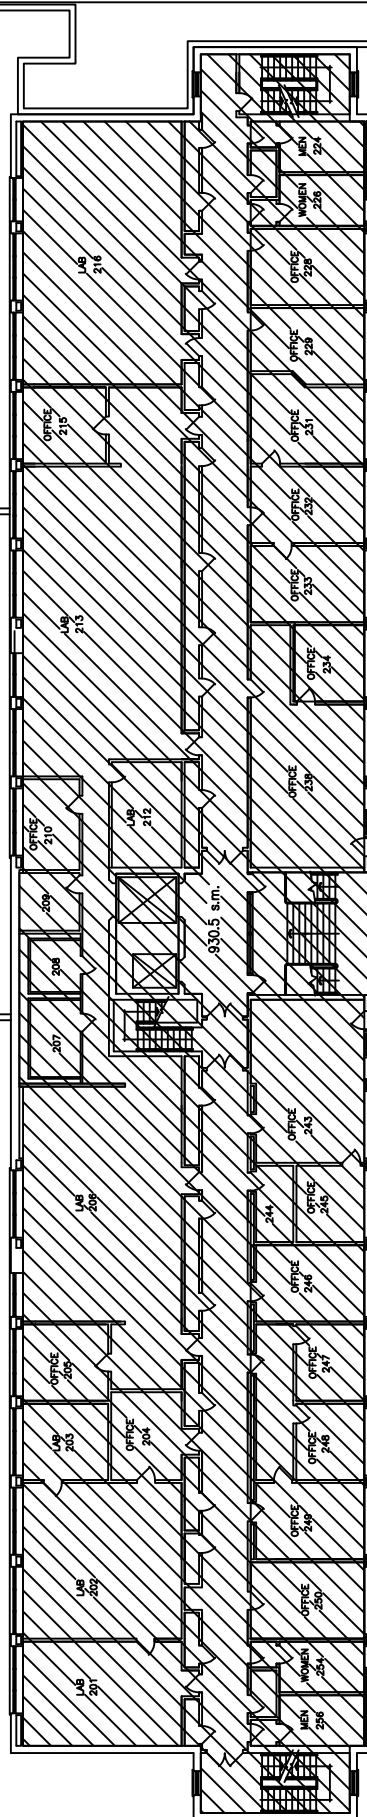 MEN
224
WOMEN
226
OFFICE
228
OFFICE
229
OFFICE
231
OFFICE
232
OFFICE
233
OFFICE
234
OFFICE
238
LAB
216
OFFICE
215
LAB
213
LAB
212
OFFICE
210
209
208
207
930.5 s.m.
OFFICE
243
244
OFFICE
245
OFFICE
246
OFFICE
247
OFFICE
248
OFFICE
249
OFFICE
250
WOMEN
254
MEN
256
LAB
206
OFFICE
205
LAB
203
OFFICE
204
LAB
202
LAB
201